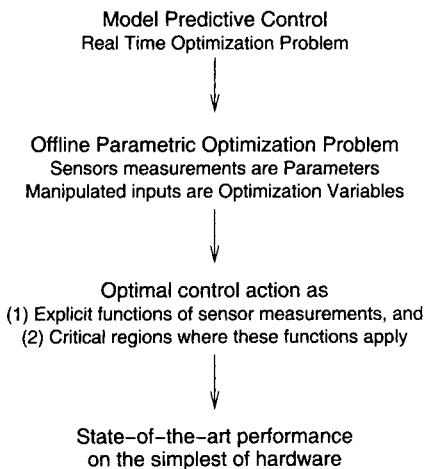 Model Predictive Control
Real Time Optimization Problem
Offline Parametric Optimization Problem
Sensors measurements are Parameters
Manipulated inputs are Optimization Variables
Optimal control action as
(1) Explicit functions of sensor measurements, and
(2) Critical regions where these functions apply
State-of-the-art performance
on the simplest of hardware